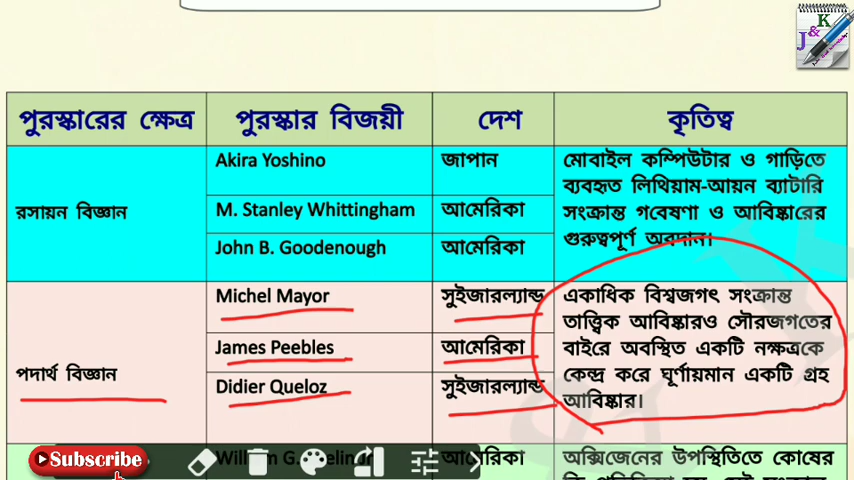 J&K
পুরস্কারের ক্ষেত্র পুরস্কার বিজয়ী দেশ কৃতিত্ব
রসায়ন বিজ্ঞান
Akira Yoshino জাপান
M. Stanley Whittingham আমেরিকা
John B. Goodenough আমেরিকা
মোবাইল কম্পিউটার ও গাড়িতে
ব্যবহৃত লিথিয়াম-আয়ন ব্যাটারি
সংক্রান্ত গবেষণা ও আবিষ্কারের
গুরুত্বপূর্ণ অবদান।
পদার্থ বিজ্ঞান
Michel Mayor সুইজারল্যান্ড
James Peebles আমেরিকা
Didier Queloz সুইজারল্যান্ড
একাধিক বিশ্বজগৎ সংক্রান্ত
তাত্ত্বিক আবিষ্কারও সৌরজগতের
বাইরে অবস্থিত একটি নক্ষত্রকে
কেন্দ্র করে ঘূর্ণায়মান একটি গ্রহ
আবিষ্কার।
Subscribe
William G. আমেরিকা
অক্সিজেনের উপস্থিতিতে কোষের